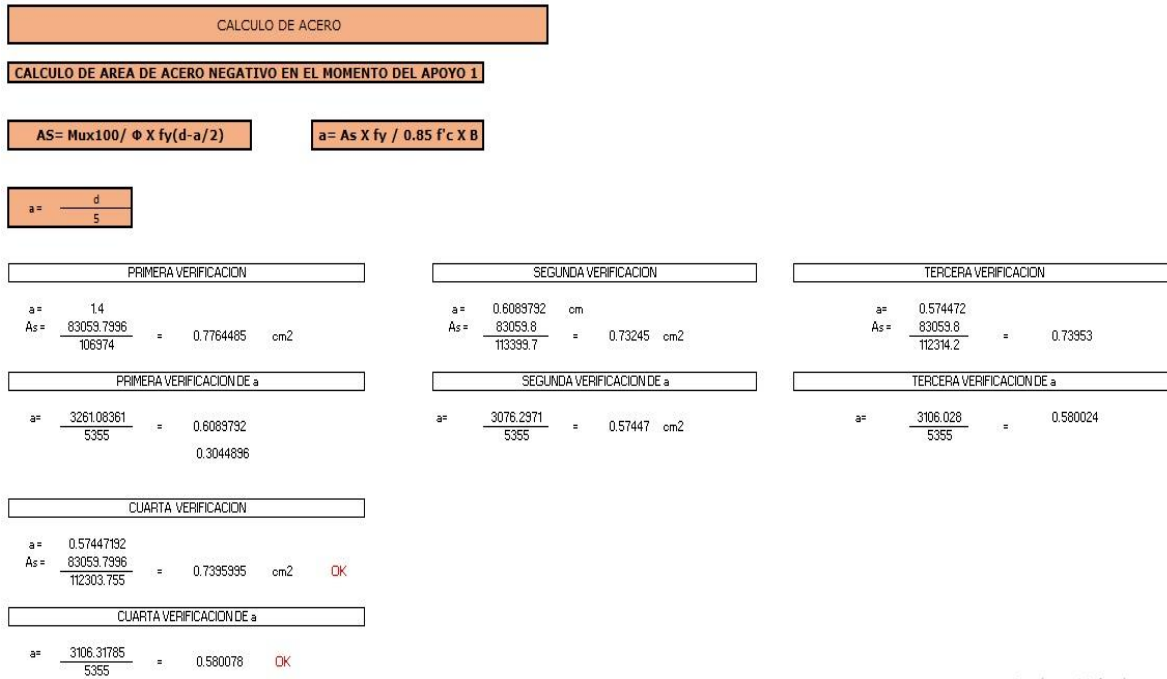 CALCULO DE ACERO
CALCULO DE AREA DE ACERO NEGATIVO EN EL MOMENTO DEL APOYO 1
AS= Mux100/ Φ X fy(d-a/2)
a= As X fy / 0.85 f'c X B
a= d
5
PRIMERA VERIFICACION
a= 1.4
As= 83059.7996 = 0.7764485 cm2
106974
PRIMERA VERIFICACION DE a
a= 3261.08361 = 0.6089792
5355
0.3044896
SEGUNDA VERIFICACION
a= 0.6089792 cm
As= 83059.8 = 0.73245 cm2
113399.7
SEGUNDA VERIFICACION DE a
a= 3076.2971 = 0.57447 cm2
5355
TERCERA VERIFICACION
a= 0.574472
As= 83059.8 = 0.73953
112314.2
TERCERA VERIFICACION DE a
a= 3106.028 = 0.580024
5355
CUARTA VERIFICACION
a= 0.57447192
As= 83059.7996 = 0.7395995 cm2 OK
112303.755
CUARTA VERIFICACION DE a
a= 3106.31785 = 0.580078 OK
5355